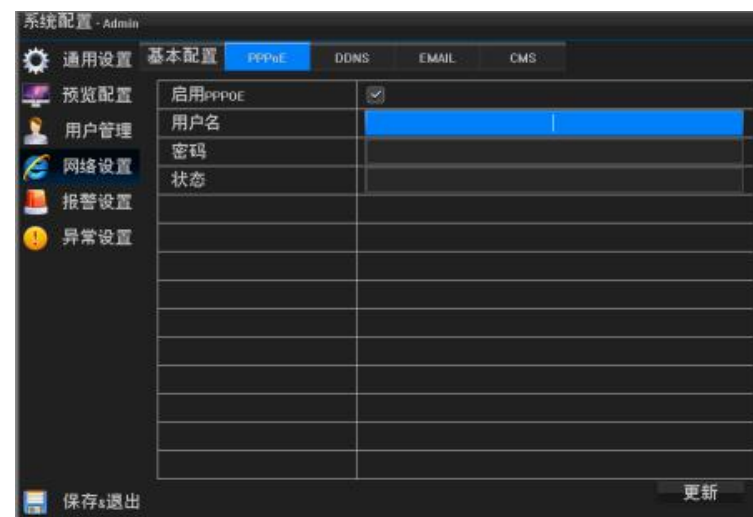 系统配置 - Admin
通用设置
预览配置
用户管理
网络设置
报警设置
异常设置
保存&退出
基本配置 PPPoE DDNS EMAIL CMS
启用PPPOE
用户名
密码
状态
更新